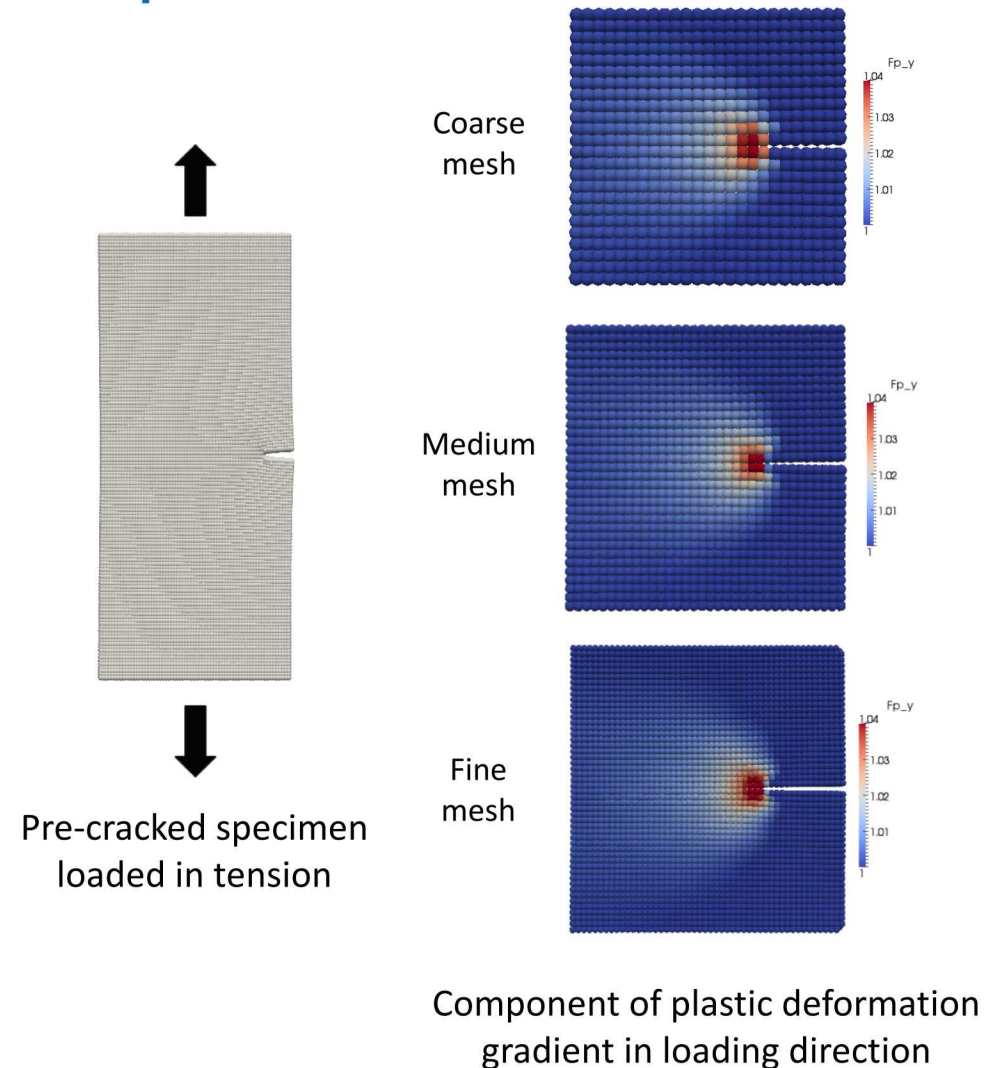 Coarse
mesh
Fp_y
1.04
1.03
1.02
1.01
1
Medium
mesh
Fp_y
1.04
1.03
1.02
1.01
1
Fine
mesh
Fp_y
1.04
1.03
1.02
1.01
1
Pre-cracked specimen
loaded in tension
Component of plastic deformation
gradient in loading direction